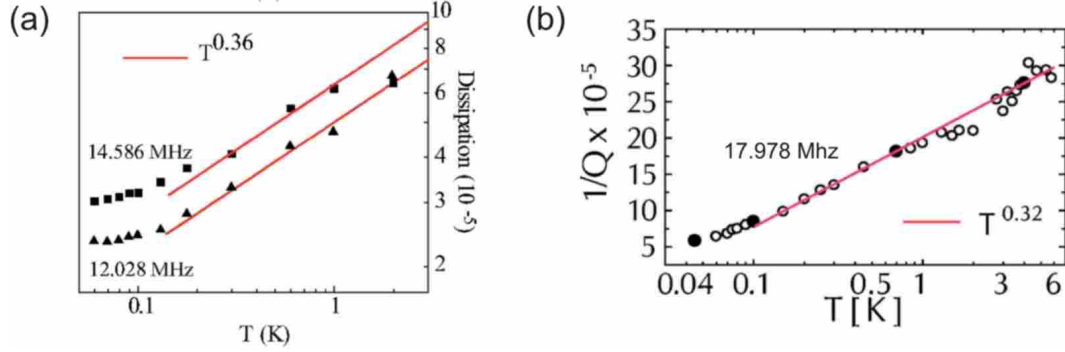 (a)
T^0.36
14.586 MHz
12.028 MHz
0.1 1
T (K)
10
8
6
4
3
2
Dissipation (10^-5)
(b)
35
30
25
20
15
10
5
1/Q x 10^-5
17.978 Mhz
T^0.32
0.04 0.1 0.5 1 3 6
T [K]